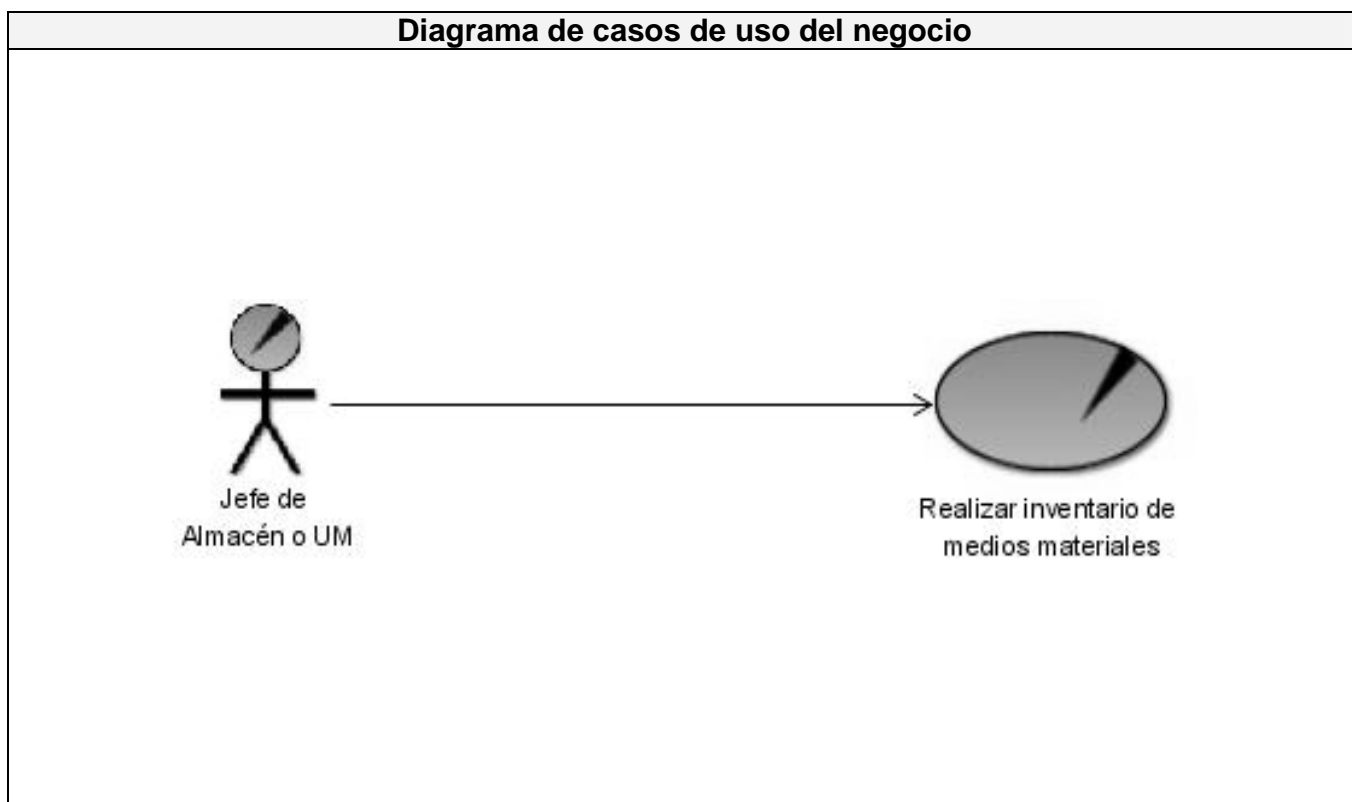 Diagrama de casos de uso del negocio
Jefe de
Almacén o UM
Realizar inventario de
medios materiales